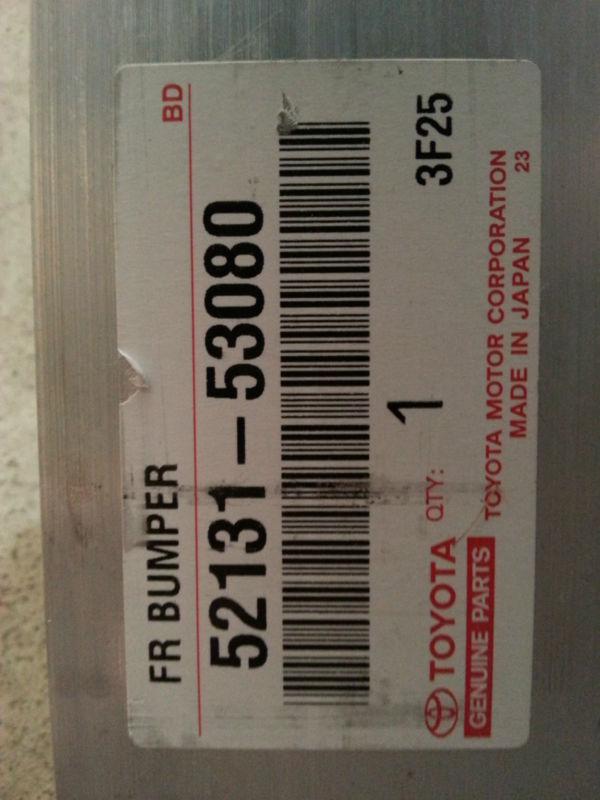 FR BUMPER BD
52131-53080
TOYOTA QTY: 1 3F25
GENUINE PARTS TOYOTA MOTOR CORPORATION
MADE IN JAPAN 23